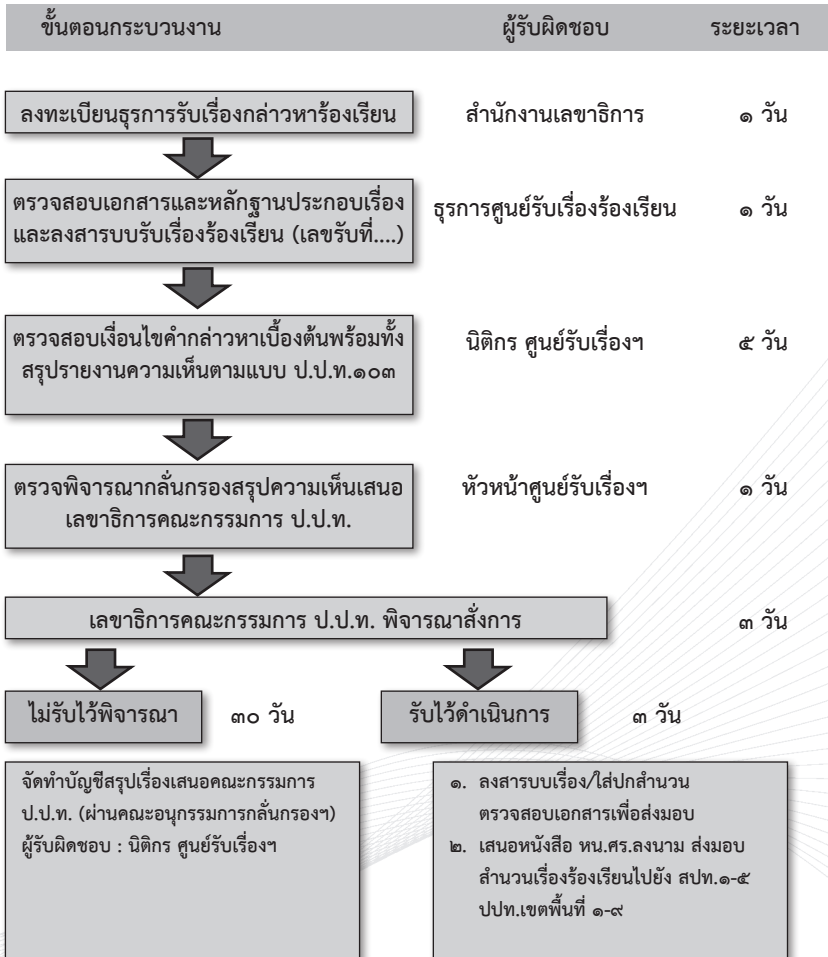 ขั้นตอนกระบวนงาน ผู้รับผิดชอบ ระยะเวลา
ลงทะเบียนธุรการรับเรื่องกล่าวหาร้องเรียน สำนักงานเลขาธิการ ๑ วัน
ตรวจสอบเอกสารและหลักฐานประกอบเรื่อง
และลงสารบบรับเรื่องร้องเรียน (เลขรับที่....)
ธุรการศูนย์รับเรื่องร้องเรียน ๑ วัน
ตรวจสอบเงื่อนไขคำกล่าวหาเบื้องต้นพร้อมทั้ง
สรุปรายงานความเห็นตามแบบ ป.ป.ท.๑๐๓
นิติกร ศูนย์รับเรื่องฯ ๕ วัน
ตรวจพิจารณากลั่นกรองสรุปความเห็นเสนอ
เลขาธิการคณะกรรมการ ป.ป.ท.
หัวหน้าศูนย์รับเรื่องฯ ๑ วัน
เลขาธิการคณะกรรมการ ป.ป.ท. พิจารณาสั่งการ ๓ วัน
ไม่รับไว้พิจารณา ๓๐ วัน รับไว้ดำเนินการ ๓ วัน
จัดทำบัญชีสรุปเรื่องเสนอคณะกรรมการ
ป.ป.ท. (ผ่านคณะอนุกรรมการกลั่นกรองฯ)
ผู้รับผิดชอบ : นิติกร ศูนย์รับเรื่องฯ
๑. ลงสารบบเรื่อง/ใส่ปกสำนวน
ตรวจสอบเอกสารเพื่อส่งมอบ
๒. เสนอหนังสือ หน.ศร.ลงนาม ส่งมอบ
สำนวนเรื่องร้องเรียนไปยัง สปท.๑-๕
ปปท.เขตพื้นที่ ๑-๙